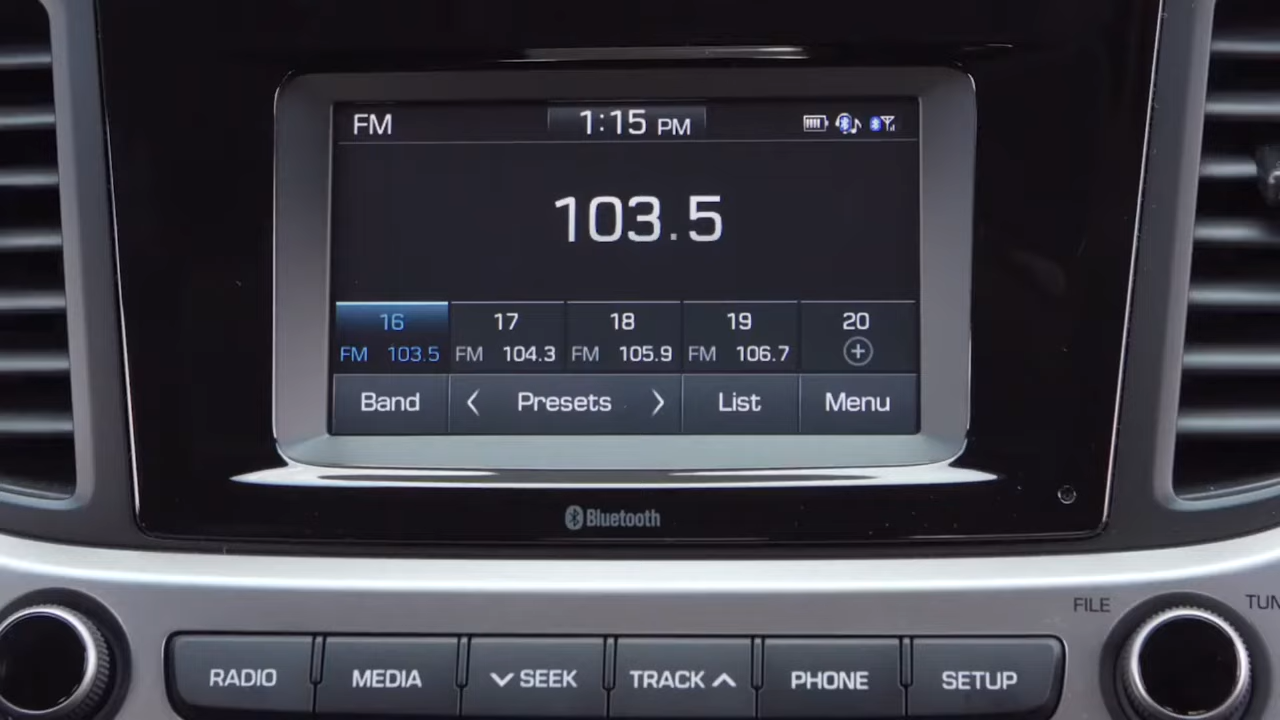 FM 1:15 PM
103.5
16 17 18 19 20
FM 103.5 FM 104.3 FM 105.9 FM 106.7
Band Presets List Menu
Bluetooth
FILE TUN
RADIO MEDIA SEEK TRACK PHONE SETUP